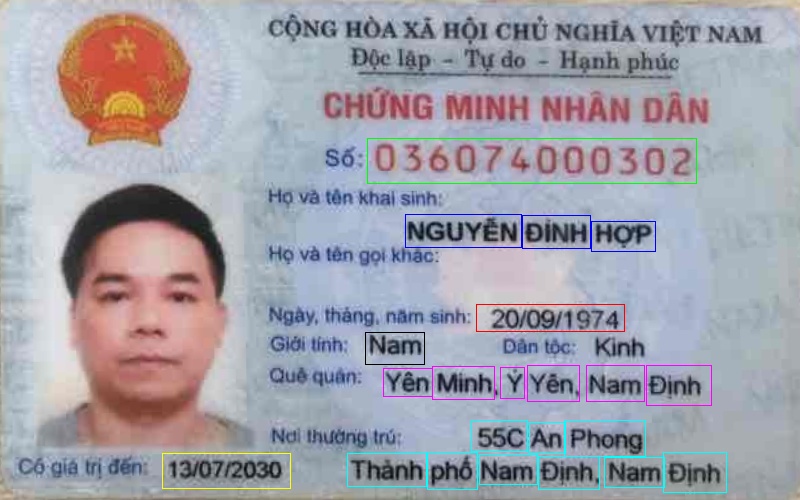 CỘNG HÒA XÃ HỘI CHỦ NGHĨA VIỆT NAM
Độc lập - Tự do - Hạnh phúc
CHỨNG MINH NHÂN DÂN
Số: 036074000302
Họ và tên khai sinh:
NGUYỄN ĐÌNH HỢP
Họ và tên gọi khác:
Ngày, tháng, năm sinh: 20/09/1974
Giới tính: Nam Dân tộc: Kinh
Quê quán: Yên Minh, Ý Yên, Nam Định
Nơi thường trú: 55C An Phong
Có giá trị đến: 13/07/2030 Thành phố Nam Định, Nam Định